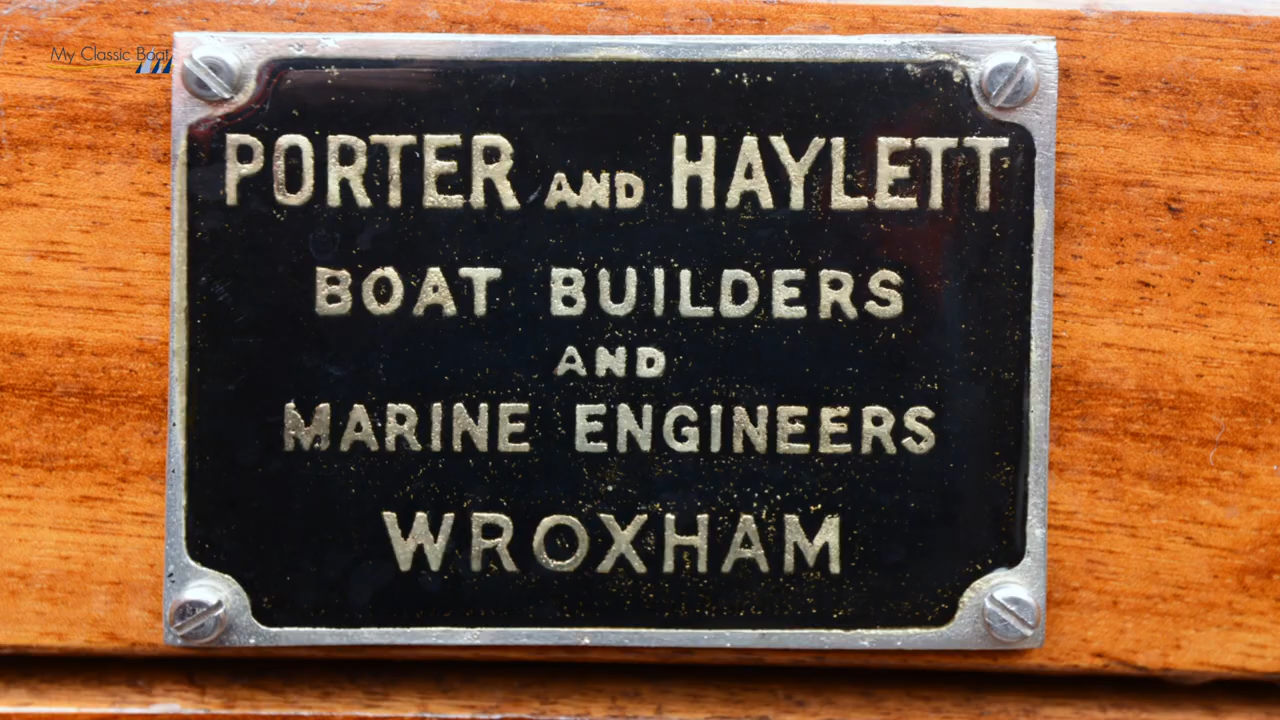 My Classic Boat
PORTER AND HAYLETT
BOAT BUILDERS
AND
MARINE ENGINEERS
WROXHAM